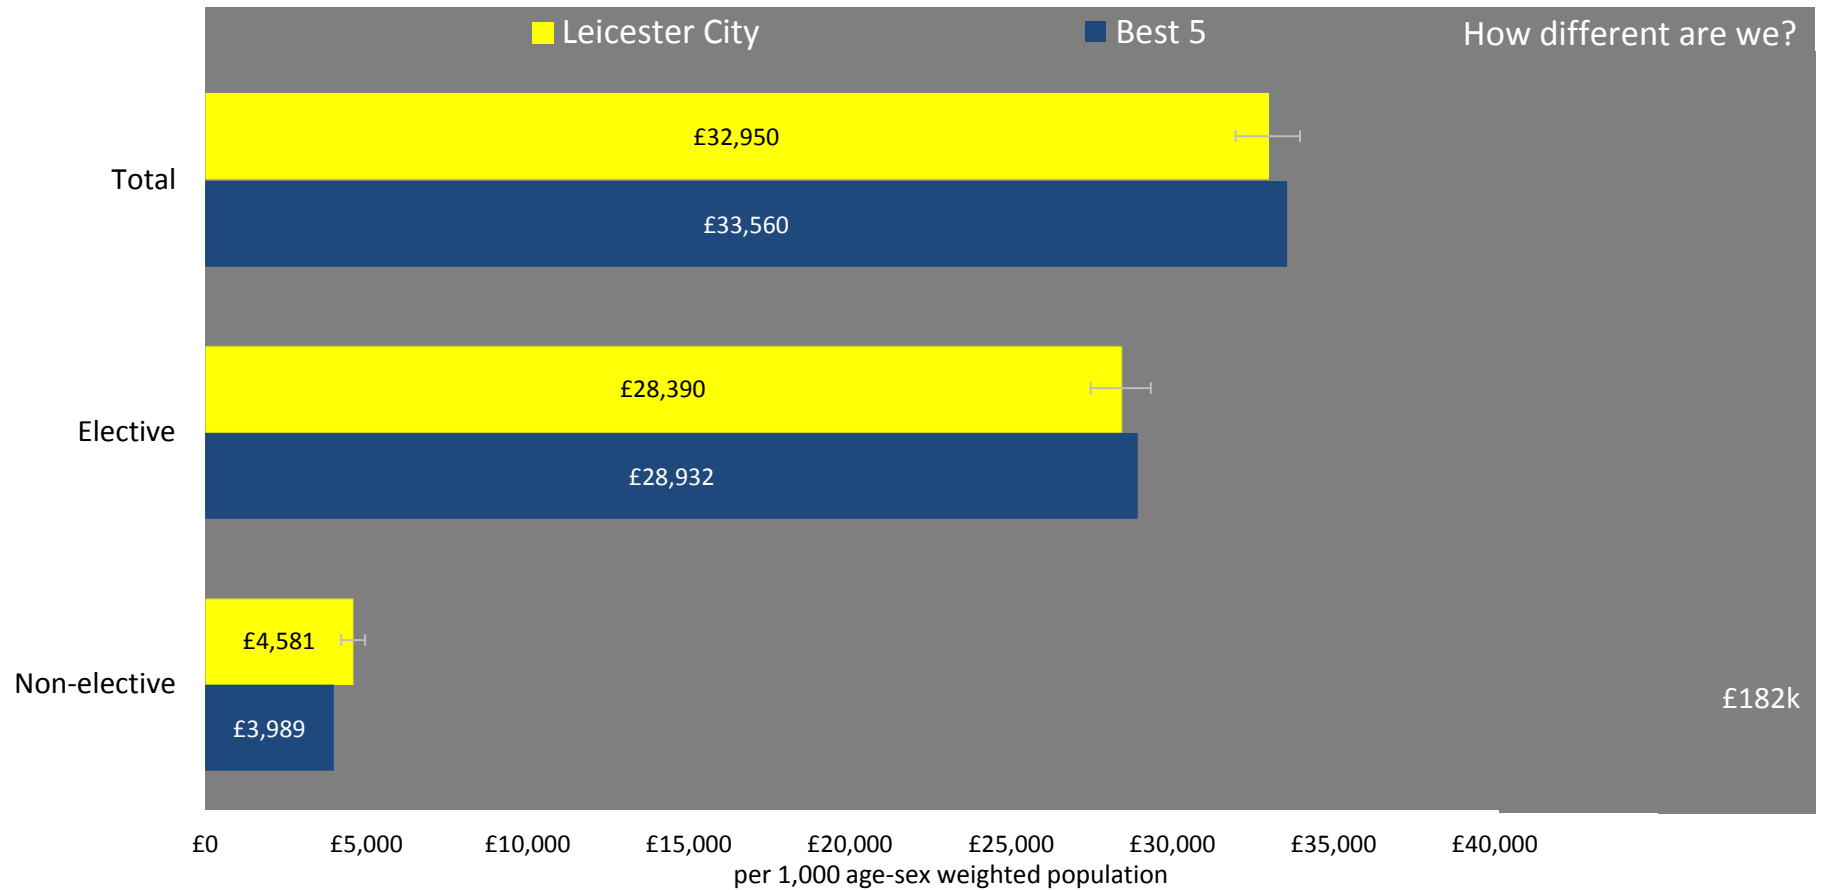 Leicester City
Best 5
How different are we?
Total
£32,950
£33,560
Elective
£28,390
£28,932
Non-elective
£4,581
£3,989
£182k
£0 £5,000 £10,000 £15,000 £20,000 £25,000 £30,000 £35,000 £40,000
per 1,000 age-sex weighted population